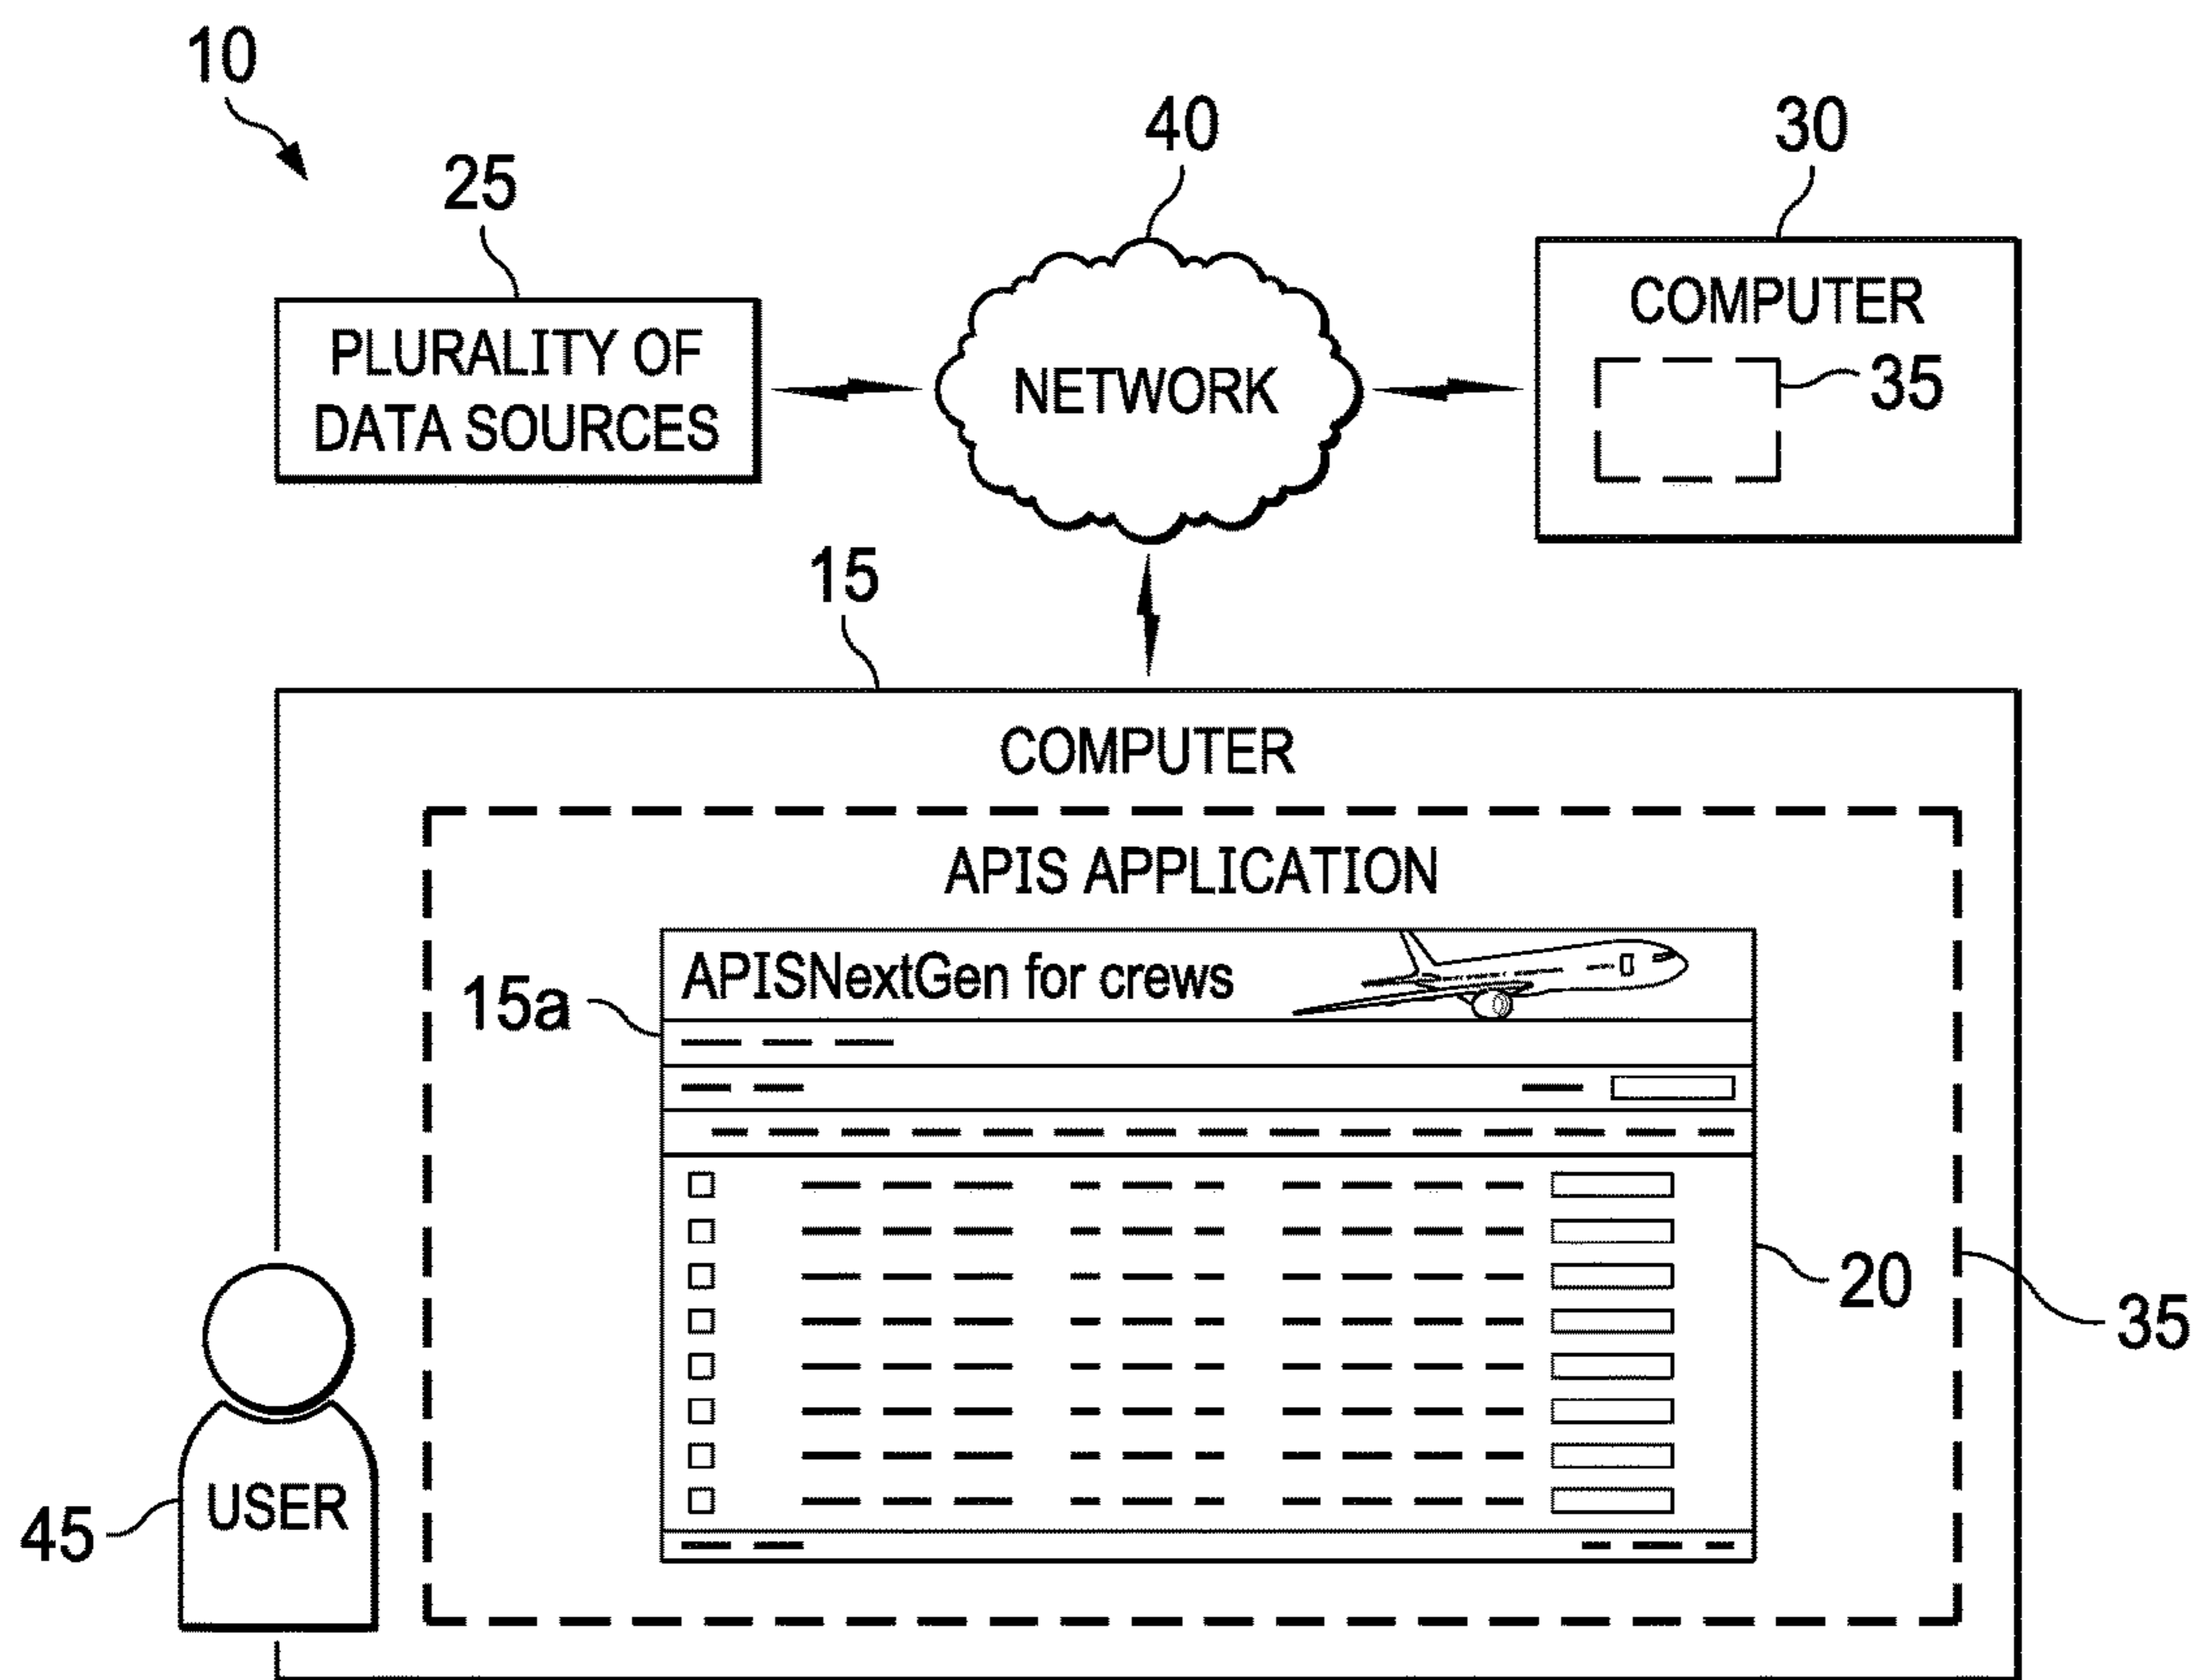 10
40
30
25
COMPUTER
PLURALITY OF
DATA SOURCES
NETWORK
35
15
COMPUTER
APIS APPLICATION
APISNextGen for crews
15a
20
35
USER
45